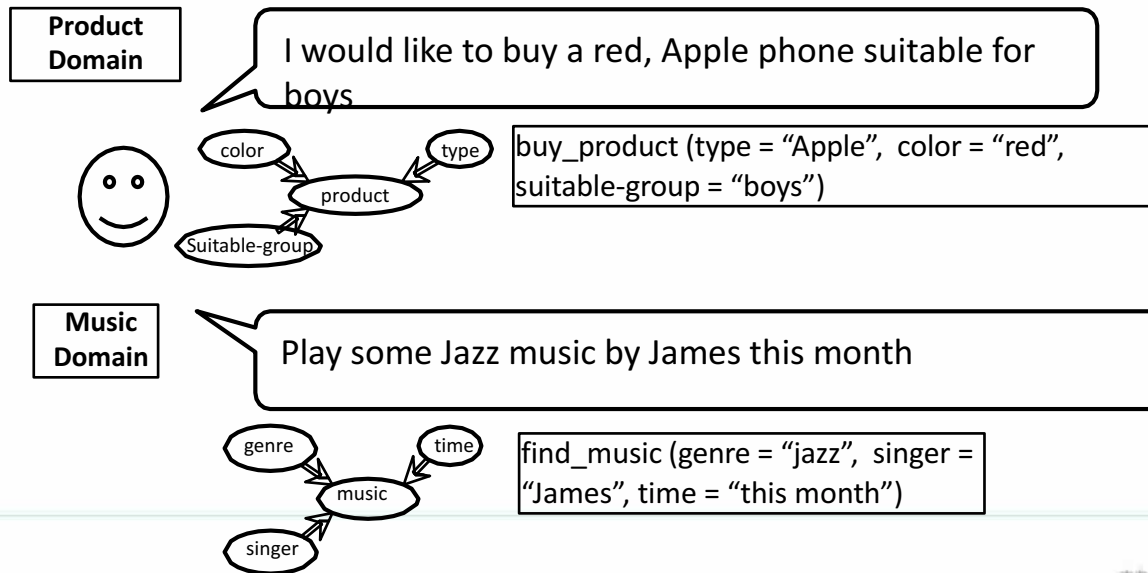 Product
Domain
I would like to buy a red, Apple phone suitable for
boys
color
type
product
Suitable-group
buy_product (type = “Apple”, color = “red”,
suitable-group = “boys”)
Music
Domain
Play some Jazz music by James this month
genre
time
music
singer
find_music (genre = “jazz”, singer =
“James”, time = “this month”)